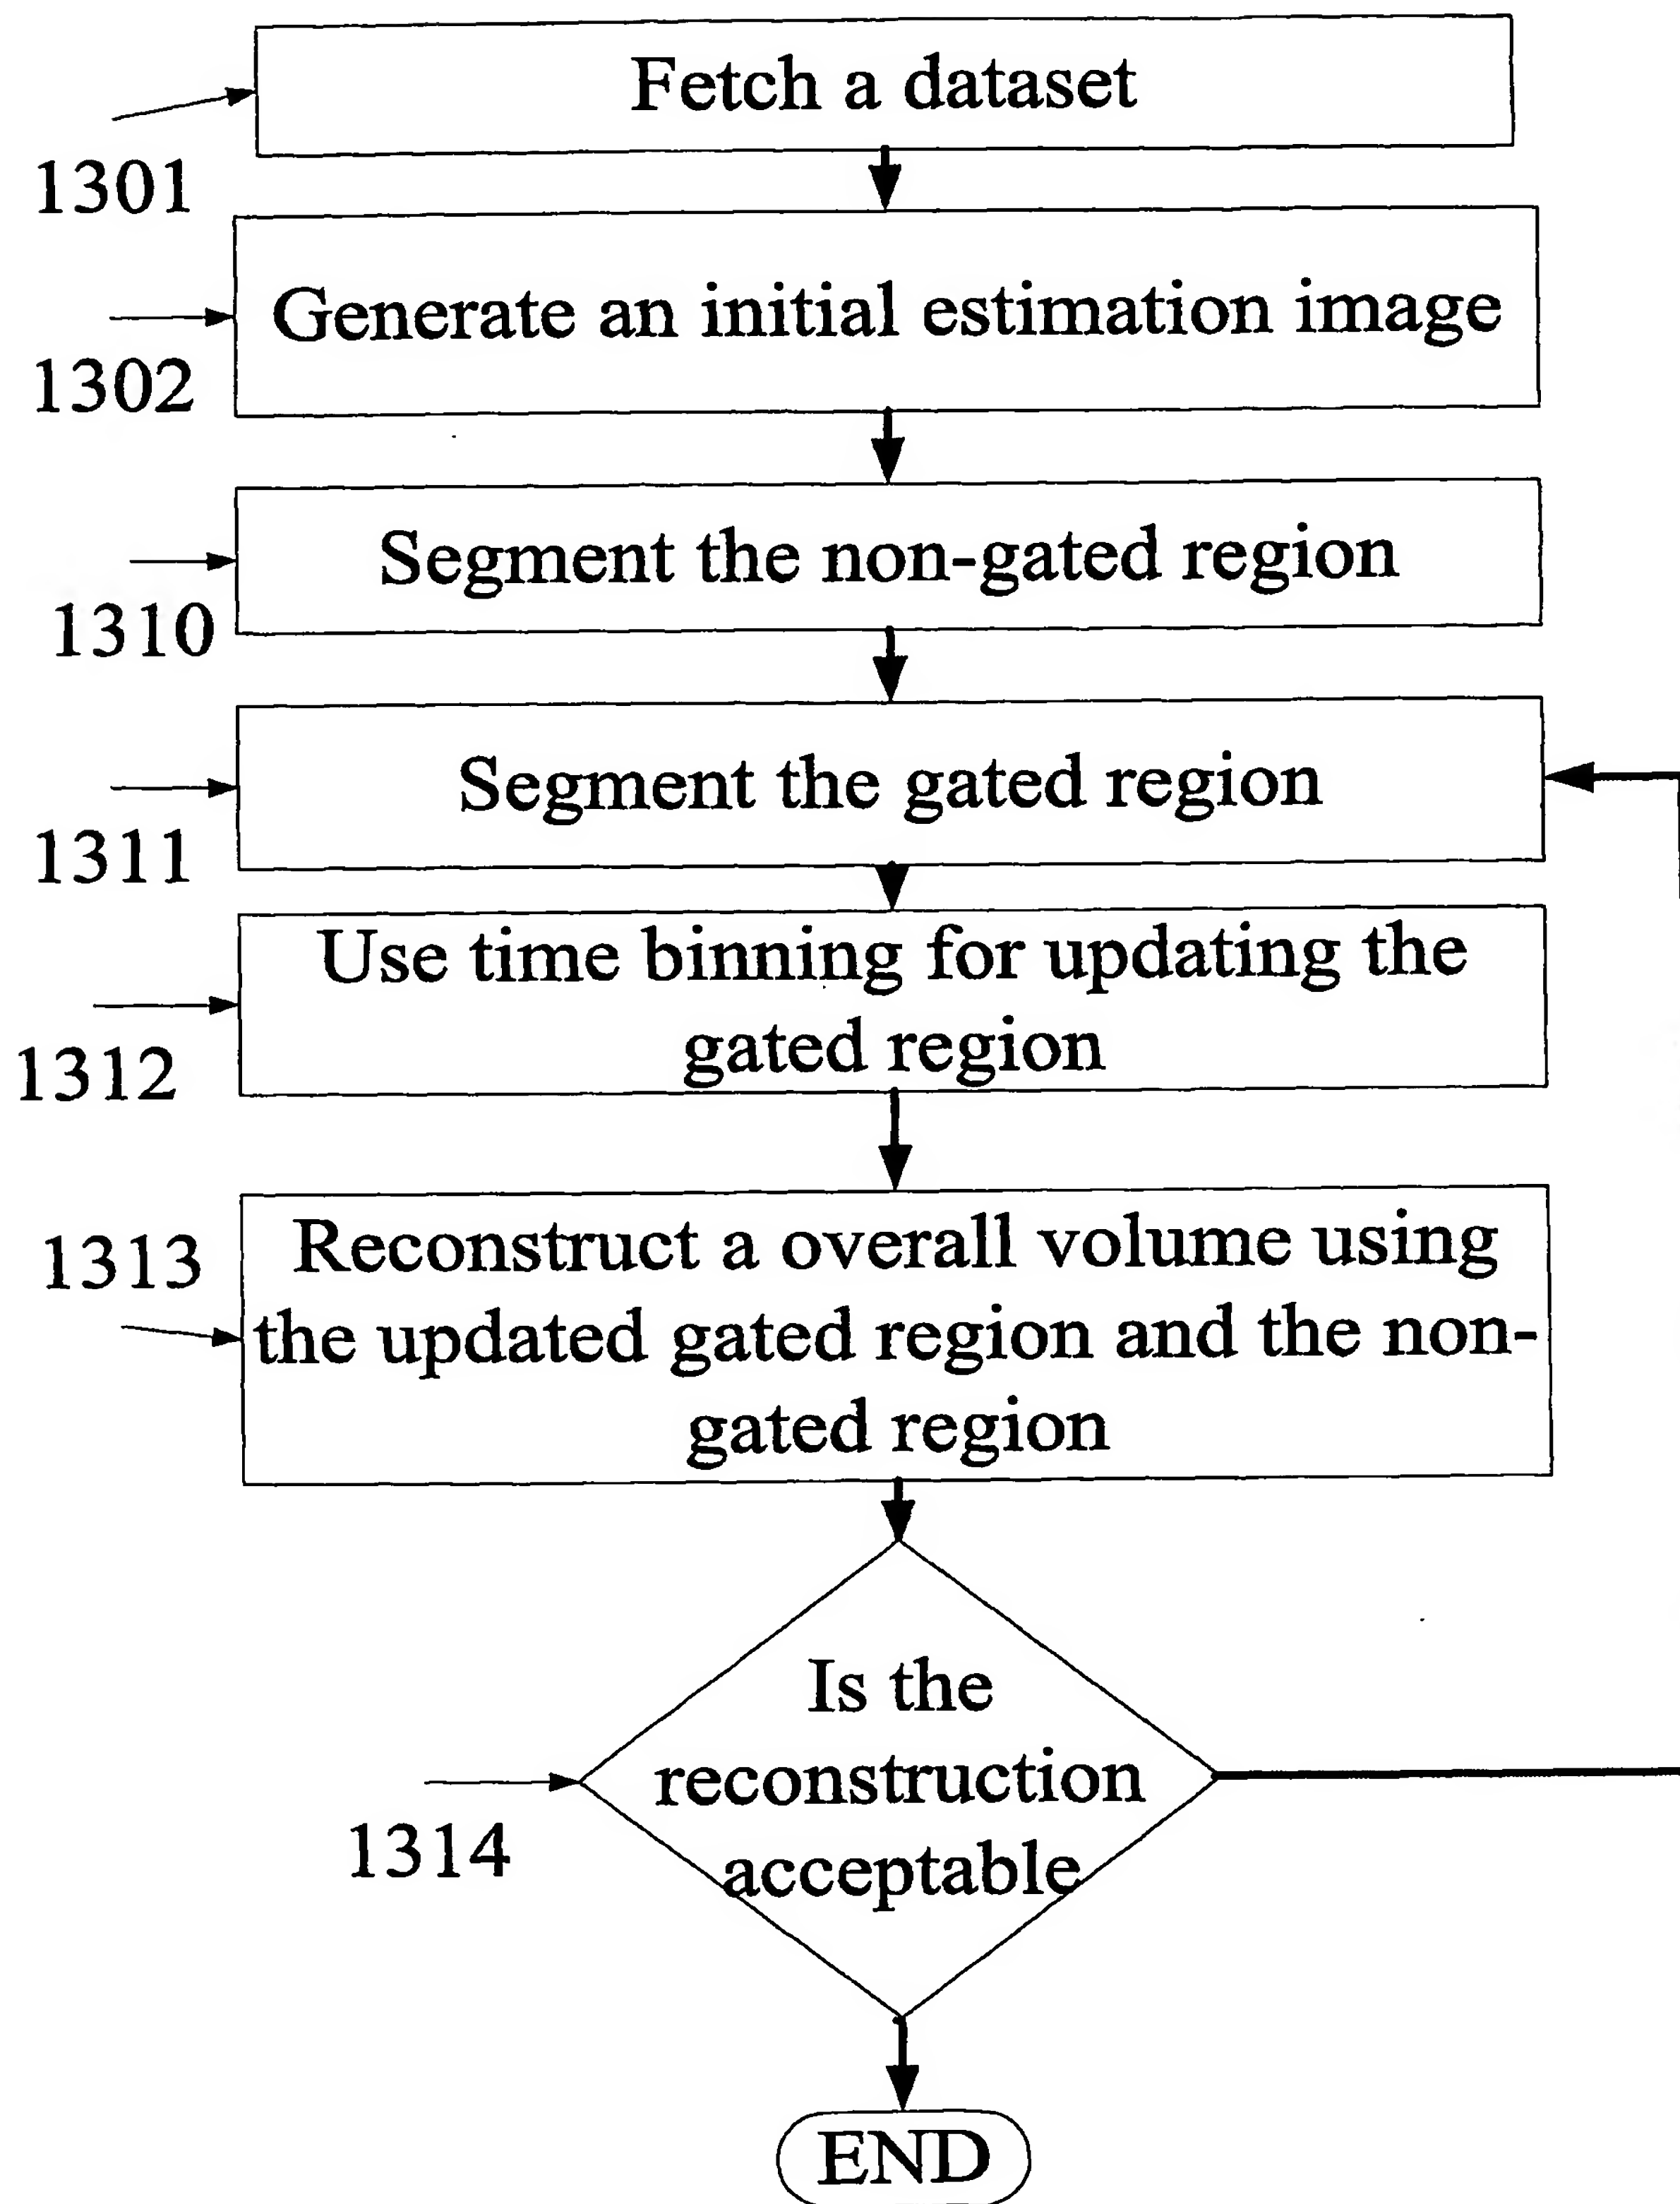 Fetch a dataset
1301
Generate an initial estimation image
1302
Segment the non-gated region
1310
Segment the gated region
1311
Use time binning for updating the
gated region
1312
1313
Reconstruct a overall volume using
the updated gated region and the non-
gated region
Is the
reconstruction
acceptable
1314
END